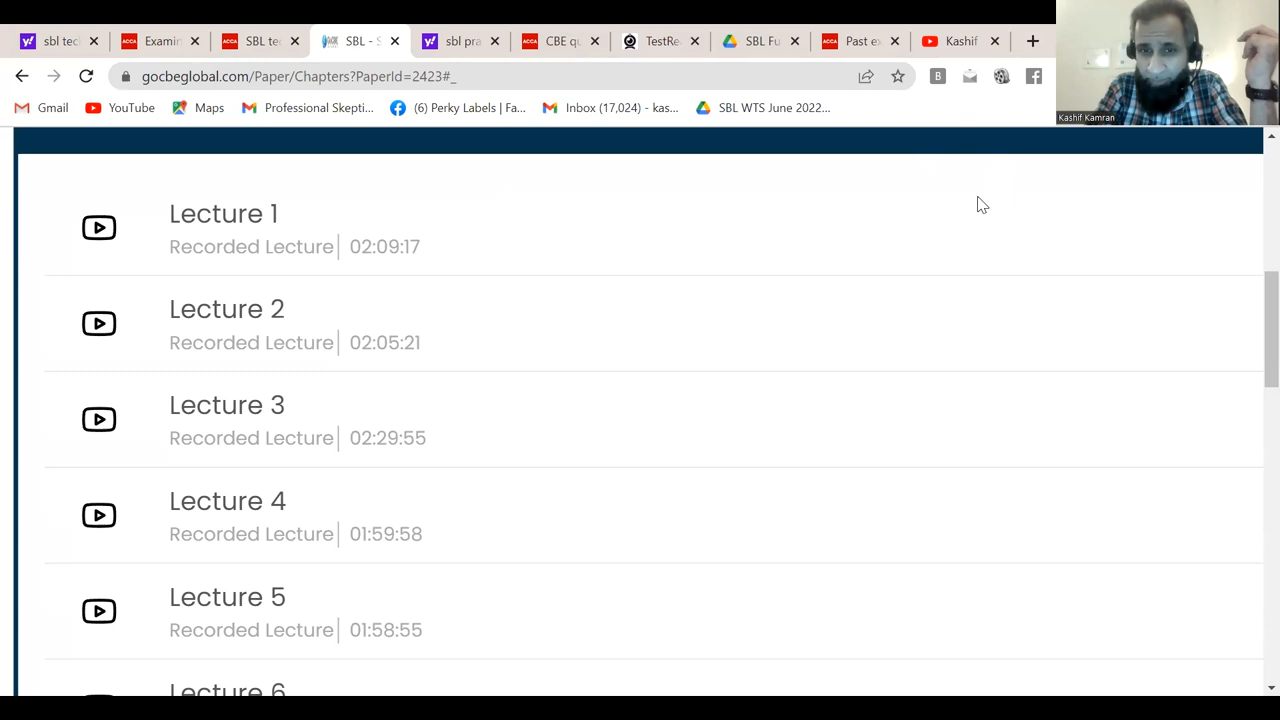 sbl tec
Examin
SBL te
SBL - S
sbl pra
CBE qu
TestRe
SBL Fu
Past e
Kashif
gocbeglobal.com/Paper/Chapters?PaperId=2423#_
Gmail
YouTube
Maps
Professional Skepti...
(6) Perky Labels | Fa...
Inbox (17,024) - kas...
SBL WTS June 2022...
Kashif Kamran
Lecture 1
Recorded Lecture| 02:09:17
Lecture 2
Recorded Lecture| 02:05:21
Lecture 3
Recorded Lecture| 02:29:55
Lecture 4
Recorded Lecture| 01:59:58
Lecture 5
Recorded Lecture| 01:58:55
Lecture 6